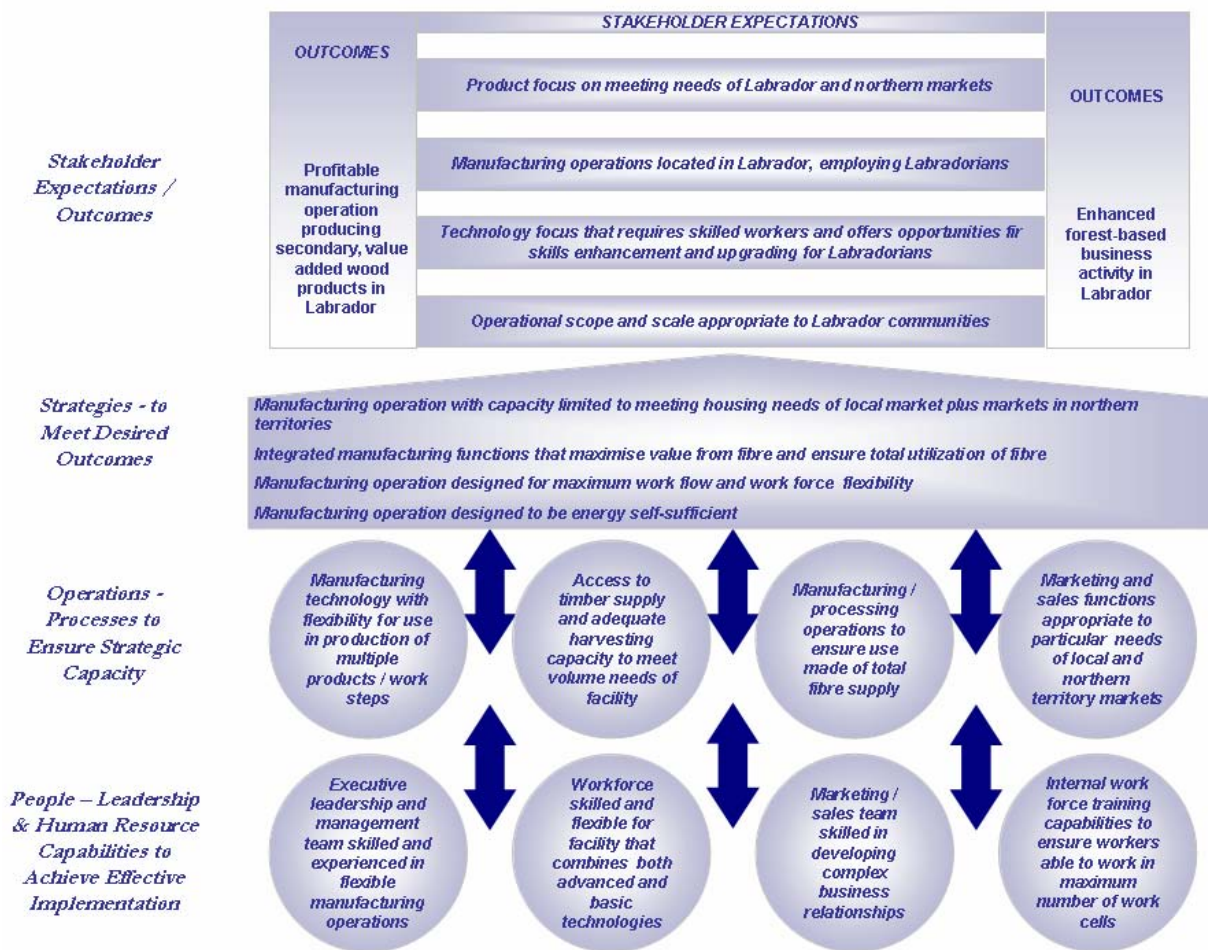 STAKEHOLDER EXPECTATIONS
OUTCOMES
Profitable
manufacturing
operation
producing
secondary, value
added wood
products in
Labrador
Product focus on meeting needs of Labrador and northern markets
Manufacturing operations located in Labrador, employing Labradorians
Technology focus that requires skilled workers and offers opportunities fir
skills enhancement and upgrading for Labradorians
Operational scope and scale appropriate to Labrador communities
OUTCOMES
Enhanced
forest-based
business
activity in
Labrador
Stakeholder
Expectations /
Outcomes
Strategies - to
Meet Desired
Outcomes
Manufacturing operation with capacity limited to meeting housing needs of local market plus markets in northern
territories
Integrated manufacturing functions that maximise value from fibre and ensure total utilization of fibre
Manufacturing operation designed for maximum work flow and work force flexibility
Manufacturing operation designed to be energy self-sufficient
Operations -
Processes to
Ensure Strategic
Capacity
Manufacturing
technology with
flexibility for use
in production of
multiple
products / work
steps
Access to
timber supply
and adequate
harvesting
capacity to meet
volume needs of
facility
Manufacturing /
processing
operations to
ensure use
made of total
fibre supply
Marketing and
sales functions
appropriate to
particular needs
of local and
northern
territory markets
People – Leadership
& Human Resource
Capabilities to
Achieve Effective
Implementation
Executive
leadership and
management
team skilled and
experienced in
flexible
manufacturing
operations
Workforce
skilled and
flexible for
facility that
combines both
advanced and
basic
technologies
Marketing /
sales team
skilled in
developing
complex
business
relationships
Internal work
force training
capabilities to
ensure workers
able to work in
maximum
number of work
cells